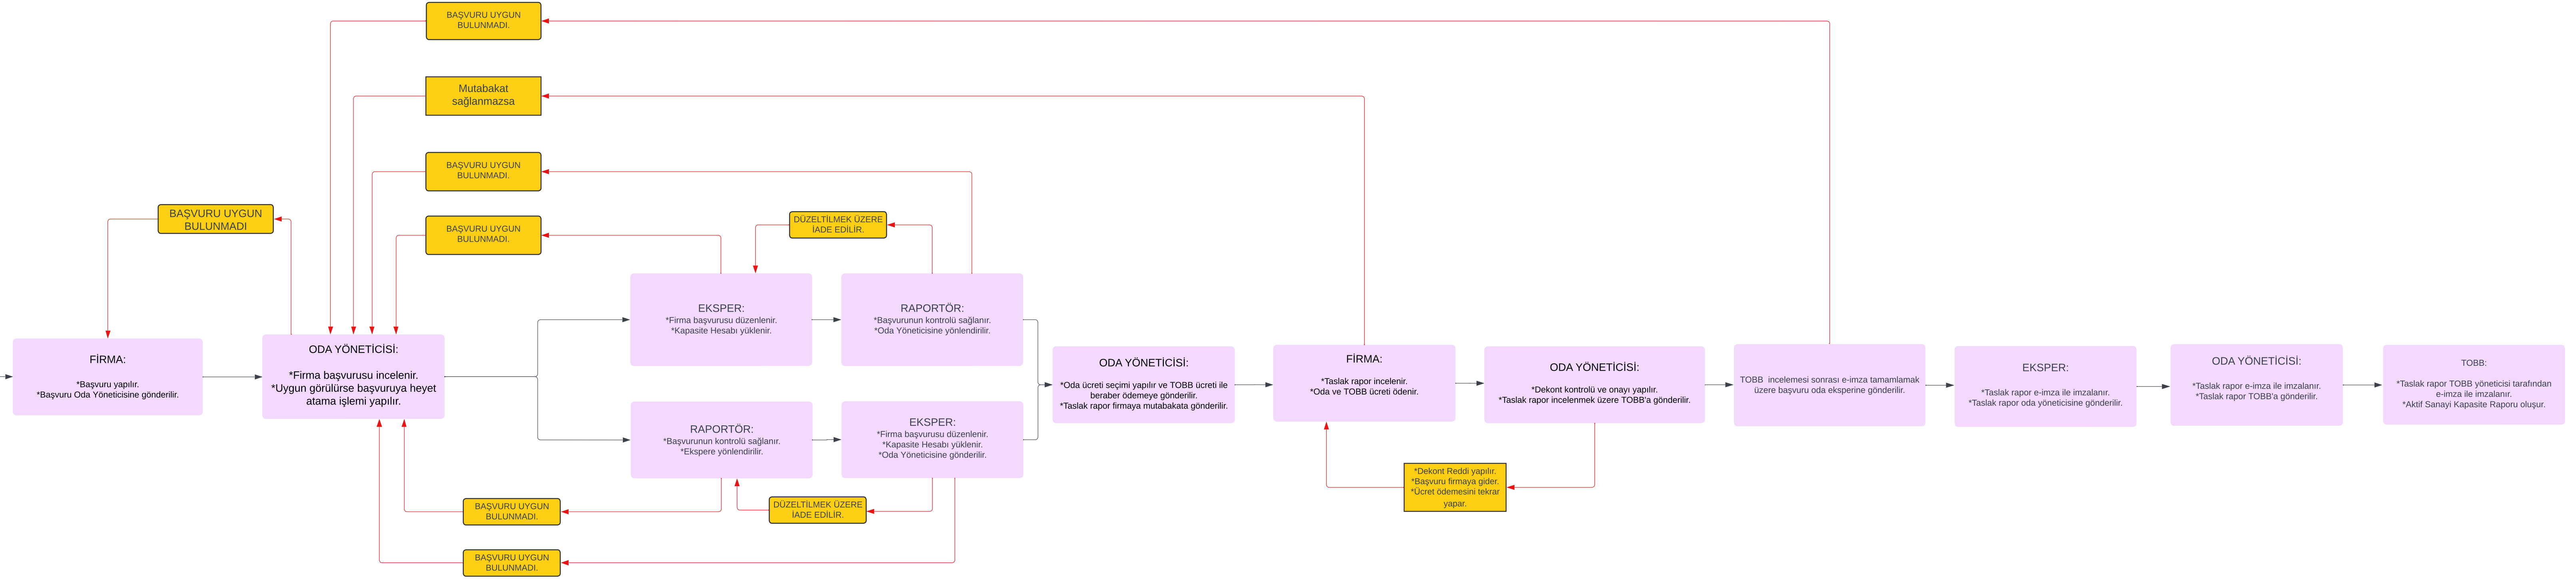 BAŞVURU UYGUN
BULUNMADI.
Mutabakat
sağlanmazsa
BAŞVURU UYGUN
BULUNMADI.
BAŞVURU UYGUN
BULUNMADI
BAŞVURU UYGUN
BULUNMADI.
DÜZELTİLMEK ÜZERE
İADE EDİLİR.
FİRMA:
*Başvuru yapılır.
*Başvuru Oda Yöneticisine gönderilir.
ODA YÖNETİCİSİ:
*Firma başvurusu incelenir.
*Uygun görülürse başvuruya heyet
atama işlemi yapılır.
EKSPER:
*Firma başvurusu düzenlenir.
*Kapasite Hesabı yüklenir.
RAPORTÖR:
*Başvurunun kontrolü sağlanır.
*Oda Yöneticisine yönlendirilir.
RAPORTÖR:
*Başvurunun kontrolü sağlanır.
*Ekspere yönlendirilir.
EKSPER:
*Firma başvurusu düzenlenir.
*Kapasite Hesabı yüklenir.
*Oda Yöneticisine gönderilir.
BAŞVURU UYGUN
BULUNMADI.
DÜZELTİLMEK ÜZERE
İADE EDİLİR.
BAŞVURU UYGUN
BULUNMADI.
ODA YÖNETİCİSİ:
*Oda ücreti seçimi yapılır ve TOBB ücreti ile
beraber ödemeye gönderilir.
*Taslak rapor firmaya mutabakata gönderilir.
FİRMA:
*Taslak rapor incelenir.
*Oda ve TOBB ücreti ödenir.
ODA YÖNETİCİSİ:
*Dekont kontrolü ve onayı yapılır.
*Taslak rapor incelenmek üzere TOBB'a gönderilir.
*Dekont Reddi yapılır.
*Başvuru firmaya gider.
*Ücret ödemesini tekrar
yapar.
TOBB incelemesi sonrası e-imza tamamlamak
üzere başvuru oda eksperine gönderilir.
EKSPER:
*Taslak rapor e-imza ile imzalanır.
*Taslak rapor oda yöneticisine gönderilir.
ODA YÖNETİCİSİ:
*Taslak rapor e-imza ile imzalanır.
*Taslak rapor TOBB'a gönderilir.
TOBB:
*Taslak rapor TOBB yöneticisi tarafından
e-imza ile imzalanır.
*Aktif Sanayi Kapasite Raporu oluşur.